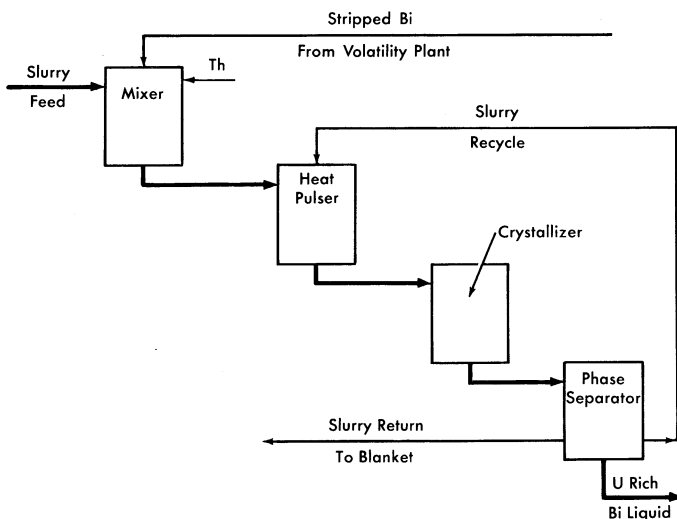 Stripped Bi
From Volatility Plant
Th
Slurry
Feed
Mixer
Slurry
Recycle
Heat
Pulser
Crystallizer
Phase
Separator
Slurry Return
To Blanket
U Rich
Bi Liquid